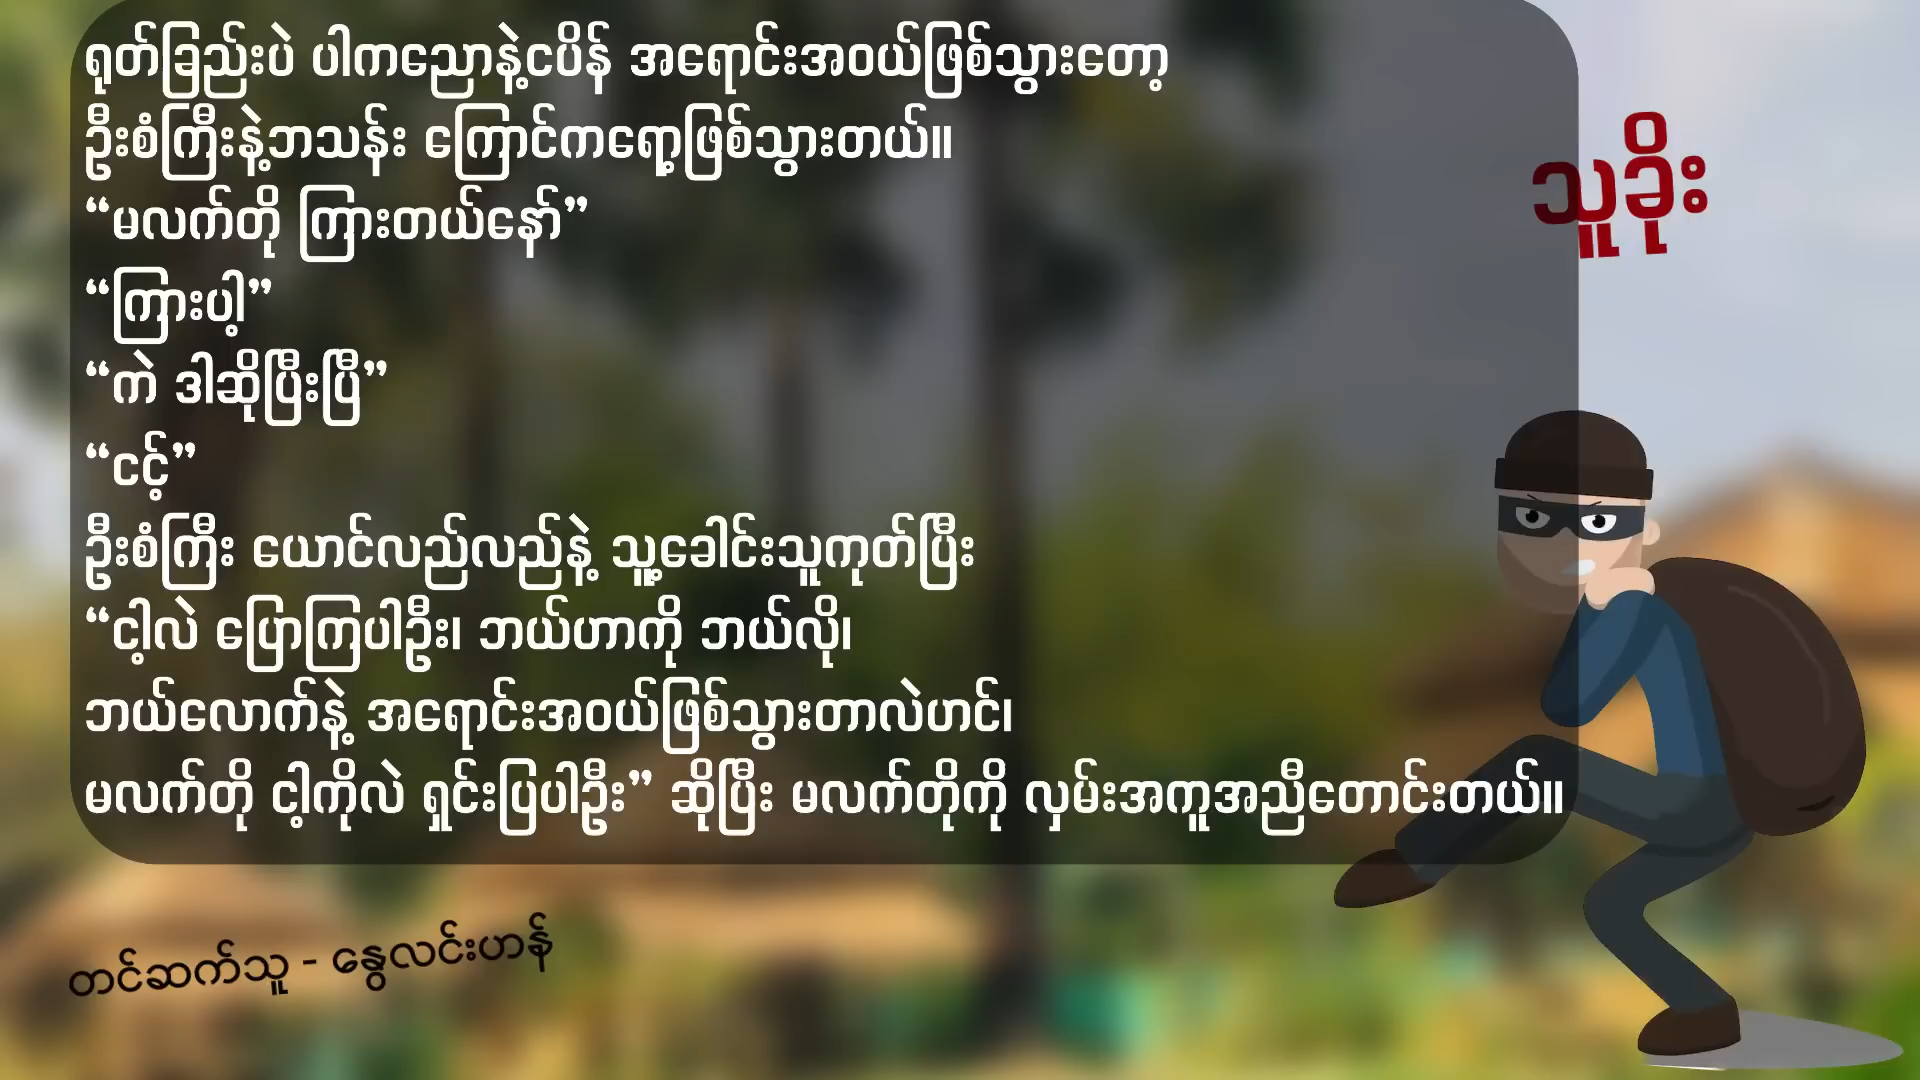 ရုတ်ခြည်းပဲ ပါကညောနဲ့ငပိန် အရောင်းအဝယ်ဖြစ်သွားတော့
ဦးစံကြီးနဲ့ဘသန်း ကြောင်ကရော့ဖြစ်သွားတယ်။
“မလက်တို ကြားတယ်နော်”
“ကြားပါ့”
“ကဲ ဒါဆိုပြီးပြီ”
“ငင့်”
ဦးစံကြီး ယောင်လည်လည်နဲ့ သူ့ခေါင်းသူကုတ်ပြီး
“ငါ့လဲ ပြောကြပါဦး၊ ဘယ်ဟာကို ဘယ်လို၊
ဘယ်လောက်နဲ့ အရောင်းအဝယ်ဖြစ်သွားတာလဲဟင်၊
မလက်တို ငါ့ကိုလဲ ရှင်းပြပါဦး” ဆိုပြီး မလက်တိုကို လှမ်းအကူအညီတောင်းတယ်။
သူခိုး
တင်ဆက်သူ - နွေလင်းဟန်